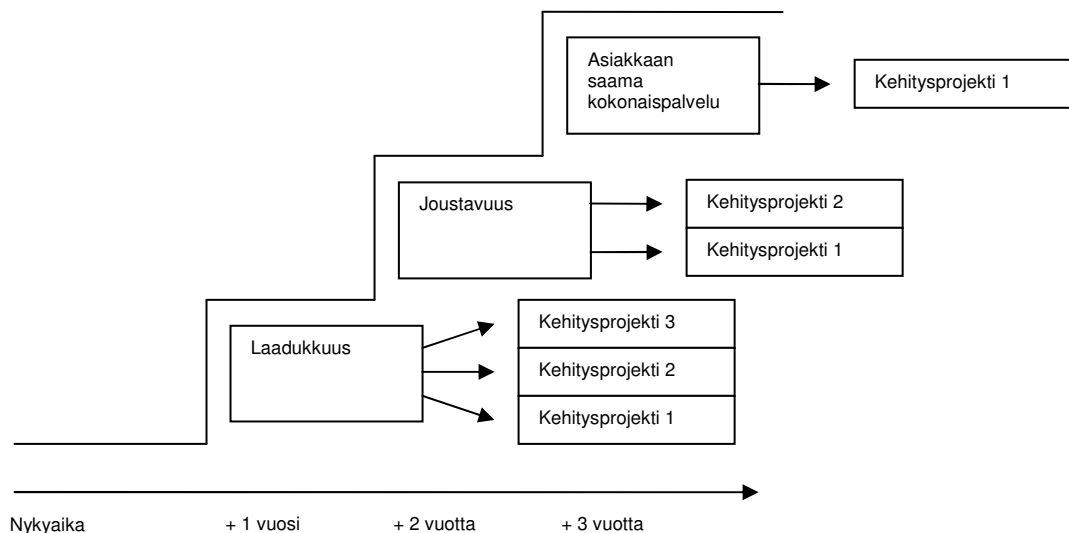 Asiakkaan
saama
kokonaispalvelu
Kehitysprojekti 1
Joustavuus
Kehitysprojekti 2
Kehitysprojekti 1
Laadukkuus
Kehitysprojekti 3
Kehitysprojekti 2
Kehitysprojekti 1
Nykyaika
+ 1 vuosi
+ 2 vuotta
+ 3 vuotta